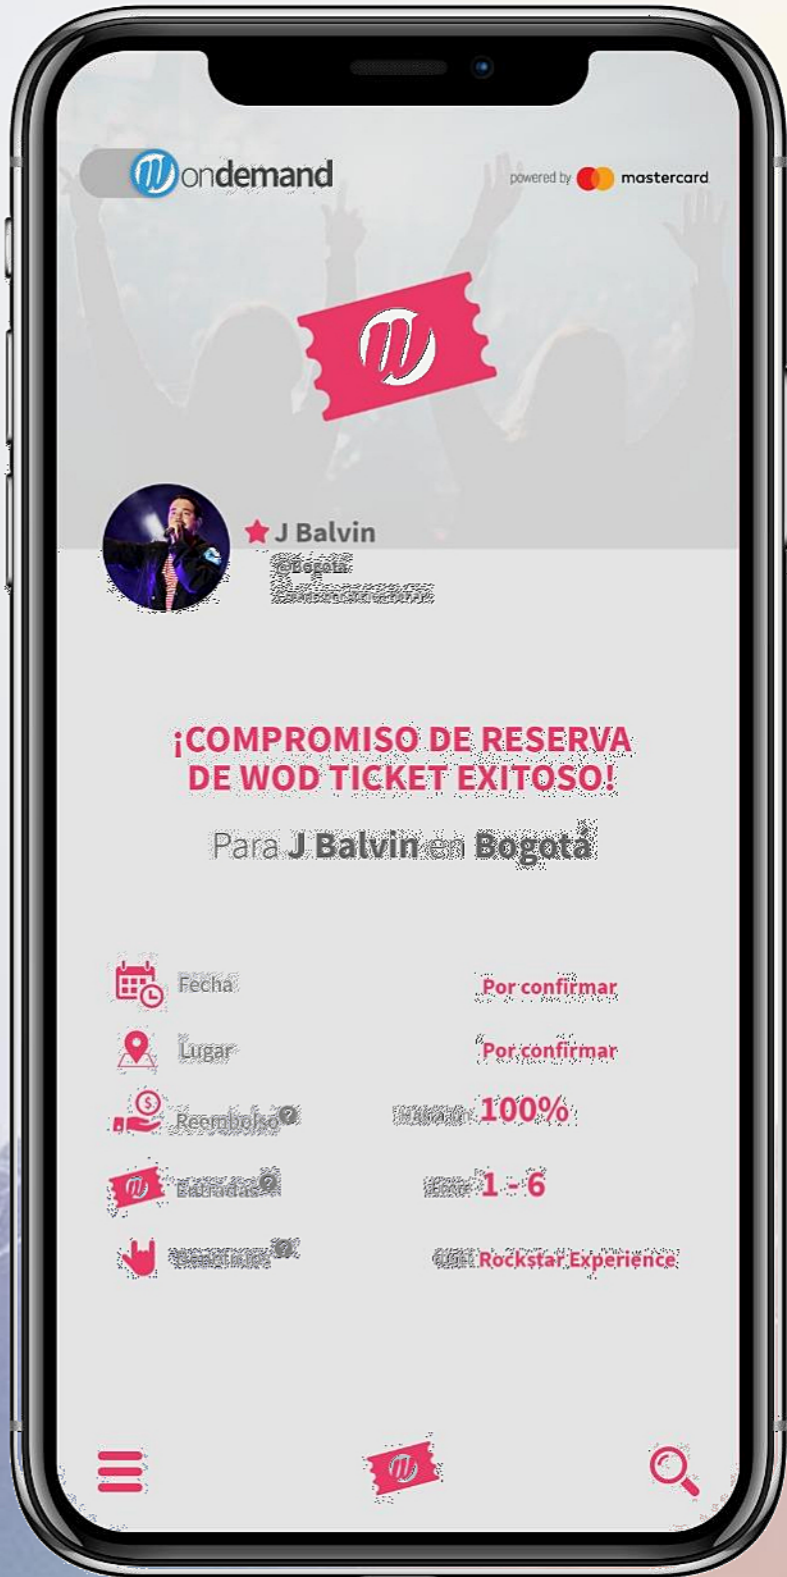 ondemand
powered by mastercard
J Balvin
@Bogotá
¡COMPROMISO DE RESERVA
DE WOD TICKET EXITOSO!
Para J Balvin en Bogotá
Fecha Por confirmar
Lugar Por confirmar
Reembolso? 100%
Entradas? 1 - 6
? Rockstar Experience